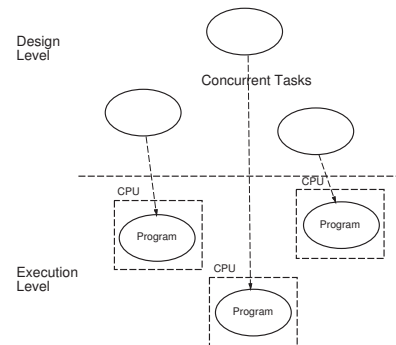 Design
Level
Concurrent Tasks
CPU
CPU
Program
Program
Execution
Level
CPU
Program